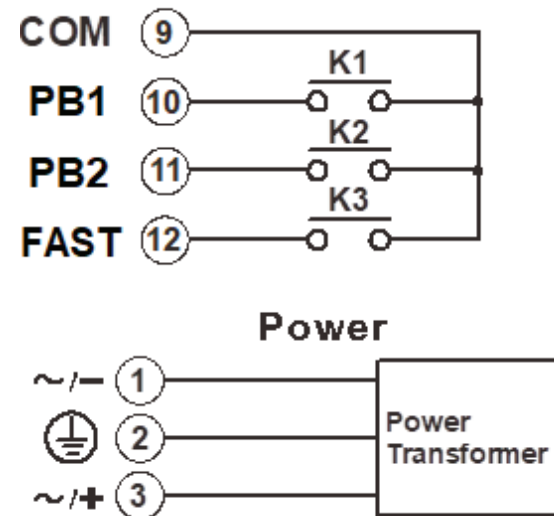 COM 9
K1
PB1 10
K2
PB2 11
K3
FAST 12
Power
~/− 1
2
Power
Transformer
~/+ 3